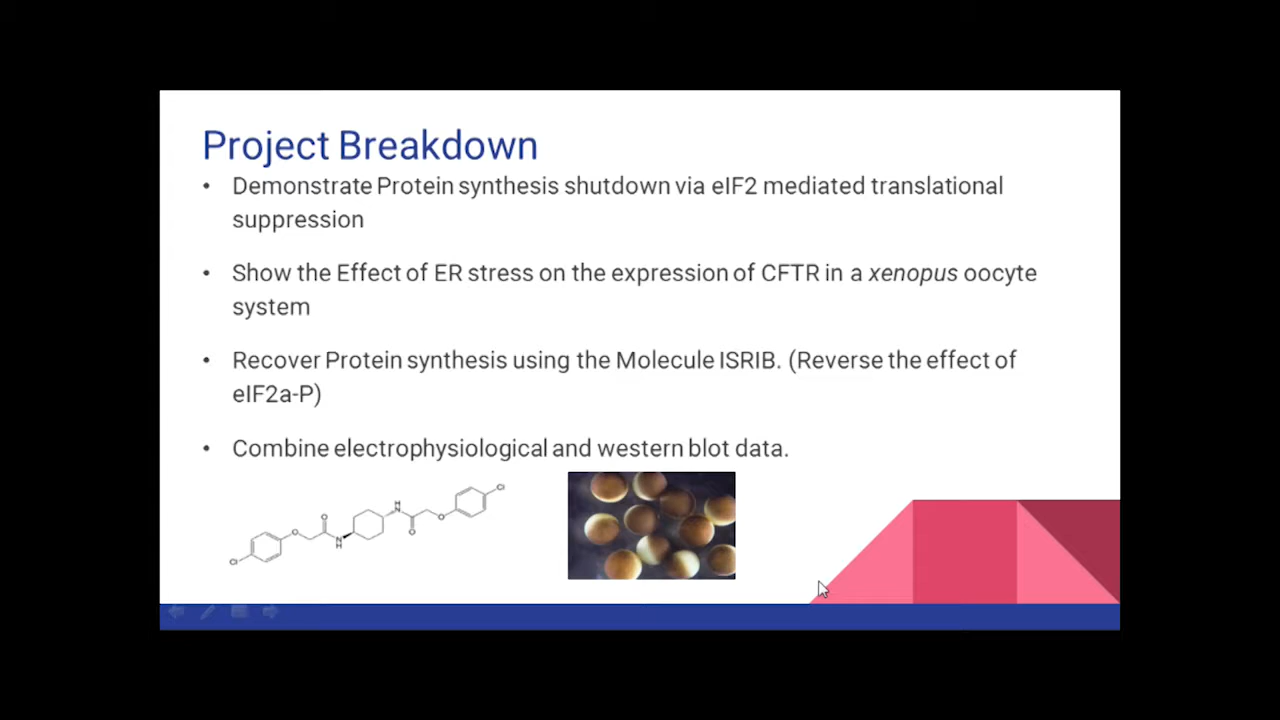 Project Breakdown
• Demonstrate Protein synthesis shutdown via eIF2 mediated translational
suppression
• Show the Effect of ER stress on the expression of CFTR in a xenopus oocyte
system
• Recover Protein synthesis using the Molecule ISRIB. (Reverse the effect of
eIF2a-P)
• Combine electrophysiological and western blot data.
Cl
O
O
N
H
H
N
O
O
Cl